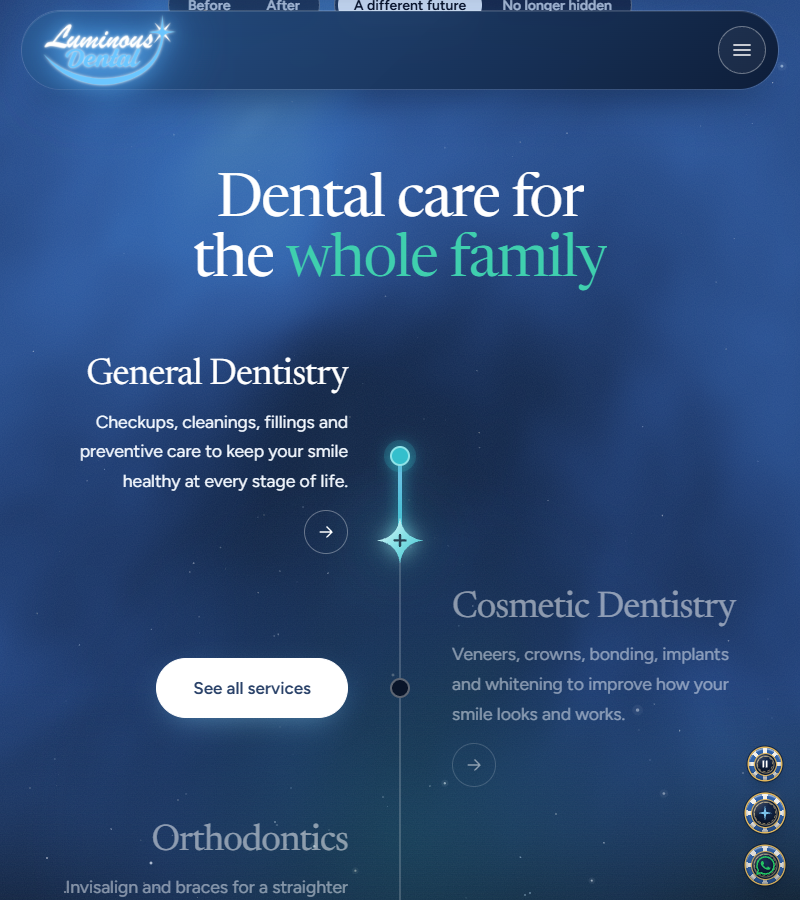 Before After A different future No longer hidden
Luminous
Dental
Dental care for
the whole family
General Dentistry
Checkups, cleanings, fillings and
preventive care to keep your smile
healthy at every stage of life.
Cosmetic Dentistry
Veneers, crowns, bonding, implants
and whitening to improve how your
smile looks and works.
See all services
Orthodontics
Invisalign and braces for a straighter